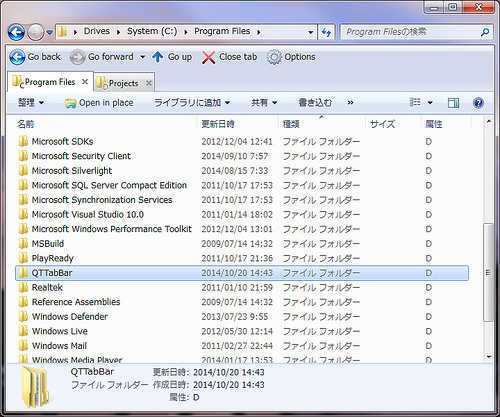 Drives ▸ System (C:) ▸ Program Files ▸ Program Filesの検索
Go back Go forward Go up Close tab Options
Program Files Projects
整理 Open in place ライブラリに追加 共有 書き込む »
名前 更新日時 種類 サイズ 属性
Microsoft SDKs 2012/12/04 12:41 ファイル フォルダー D
Microsoft Security Client 2014/09/10 7:57 ファイル フォルダー D
Microsoft Silverlight 2014/08/15 7:33 ファイル フォルダー D
Microsoft SQL Server Compact Edition 2011/10/17 17:53 ファイル フォルダー D
Microsoft Synchronization Services 2011/10/17 17:53 ファイル フォルダー D
Microsoft Visual Studio 10.0 2011/01/14 18:02 ファイル フォルダー D
Microsoft Windows Performance Toolkit 2012/12/04 13:01 ファイル フォルダー D
MSBuild 2009/07/14 14:32 ファイル フォルダー D
PlayReady 2011/10/17 21:36 ファイル フォルダー D
QTTabBar 2014/10/20 14:43 ファイル フォルダー D
Realtek 2011/01/10 21:59 ファイル フォルダー D
Reference Assemblies 2009/07/14 14:32 ファイル フォルダー D
Windows Defender 2013/07/23 9:55 ファイル フォルダー D
Windows Live 2012/05/30 12:14 ファイル フォルダー D
Windows Mail 2011/02/27 22:44 ファイル フォルダー D
Windows Media Player 2014/01/17 13:53 ファイル フォルダー D
QTTabBar 更新日時: 2014/10/20 14:43
ファイル フォルダー 作成日時: 2014/10/20 14:43
属性: D